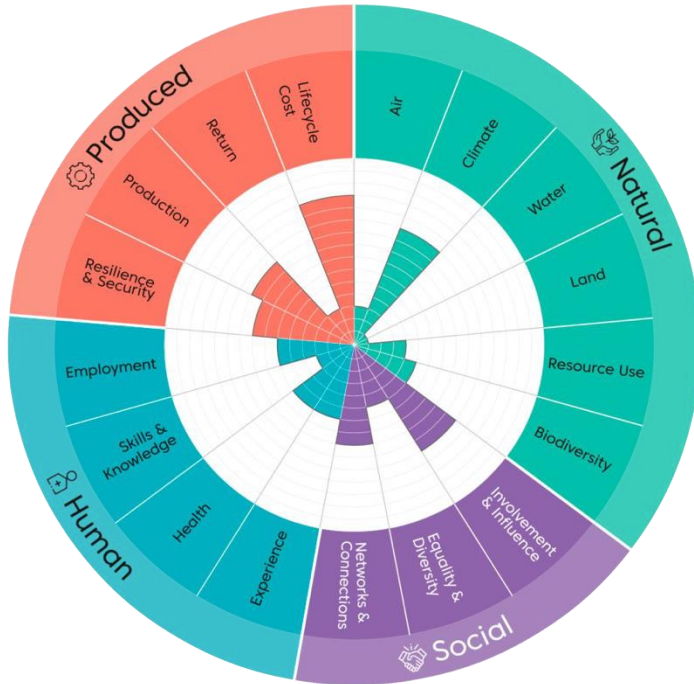 Natural
Air
Climate
Water
Land
Resource Use
Biodiversity
Social
Involvement
& Influence
Equality &
Diversity
Networks &
Connections
Human
Experience
Health
Skills &
Knowledge
Employment
Produced
Resilience
& Security
Production
Return
Lifecycle
Cost